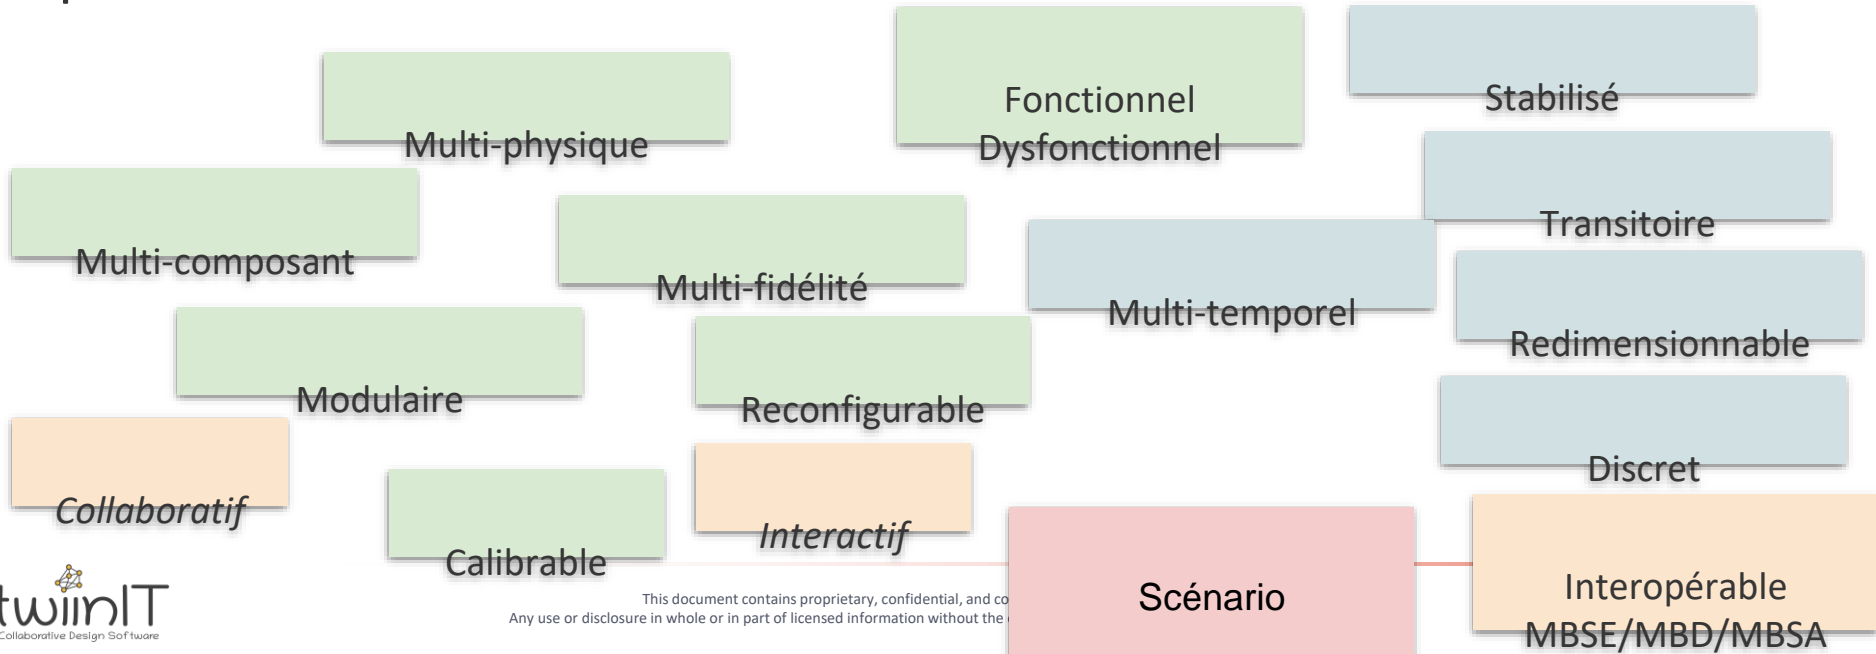 Fonctionnel
Dysfonctionnel
Stabilisé
Multi-physique
Transitoire
Multi-composant
Multi-fidélité
Multi-temporel
Redimensionnable
Modulaire
Reconfigurable
Discret
Collaboratif
Interactif
Calibrable
Scénario
Interopérable
MBSE/MBD/MBSA
twiinIT
Collaborative Design Software
This document contains proprietary, confidential, and
Any use or disclosure in whole or in part of licensed information without the